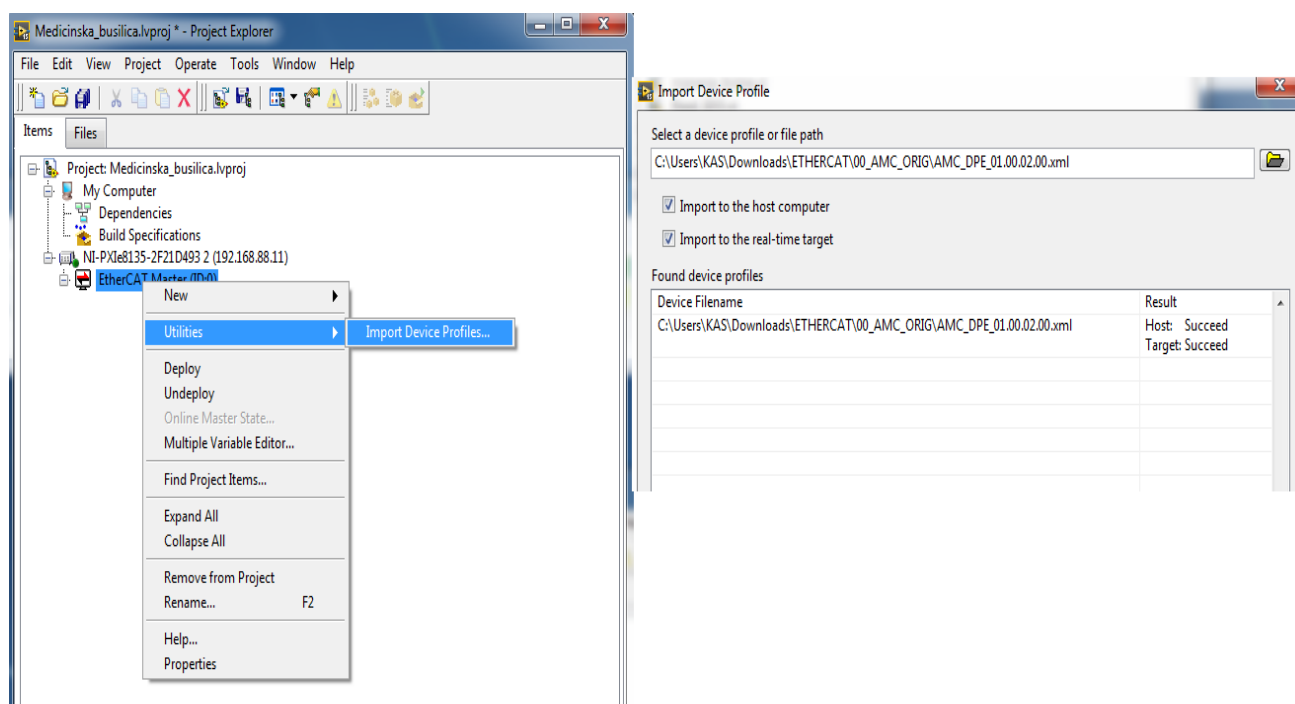 Medicinska_busilica.lvproj * - Project Explorer
File Edit View Project Operate Tools Window Help
Items Files
Project: Medicinska_busilica.lvproj
My Computer
Dependencies
Build Specifications
NI-PXIe8135-2F21D493 2 (192.168.88.11)
EtherCAT Master (ID:0)
New
Utilities
Import Device Profiles...
Deploy
Undeploy
Online Master State...
Multiple Variable Editor...
Find Project Items...
Expand All
Collapse All
Remove from Project
Rename... F2
Help...
Properties
Import Device Profile
Select a device profile or file path
C:\Users\KAS\Downloads\ETHERCAT\00_AMC_ORIG\AMC_DPE_01.00.02.00.xml
Import to the host computer
Import to the real-time target
Found device profiles
Device Filename Result
C:\Users\KAS\Downloads\ETHERCAT\00_AMC_ORIG\AMC_DPE_01.00.02.00.xml Host: Succeed
Target: Succeed